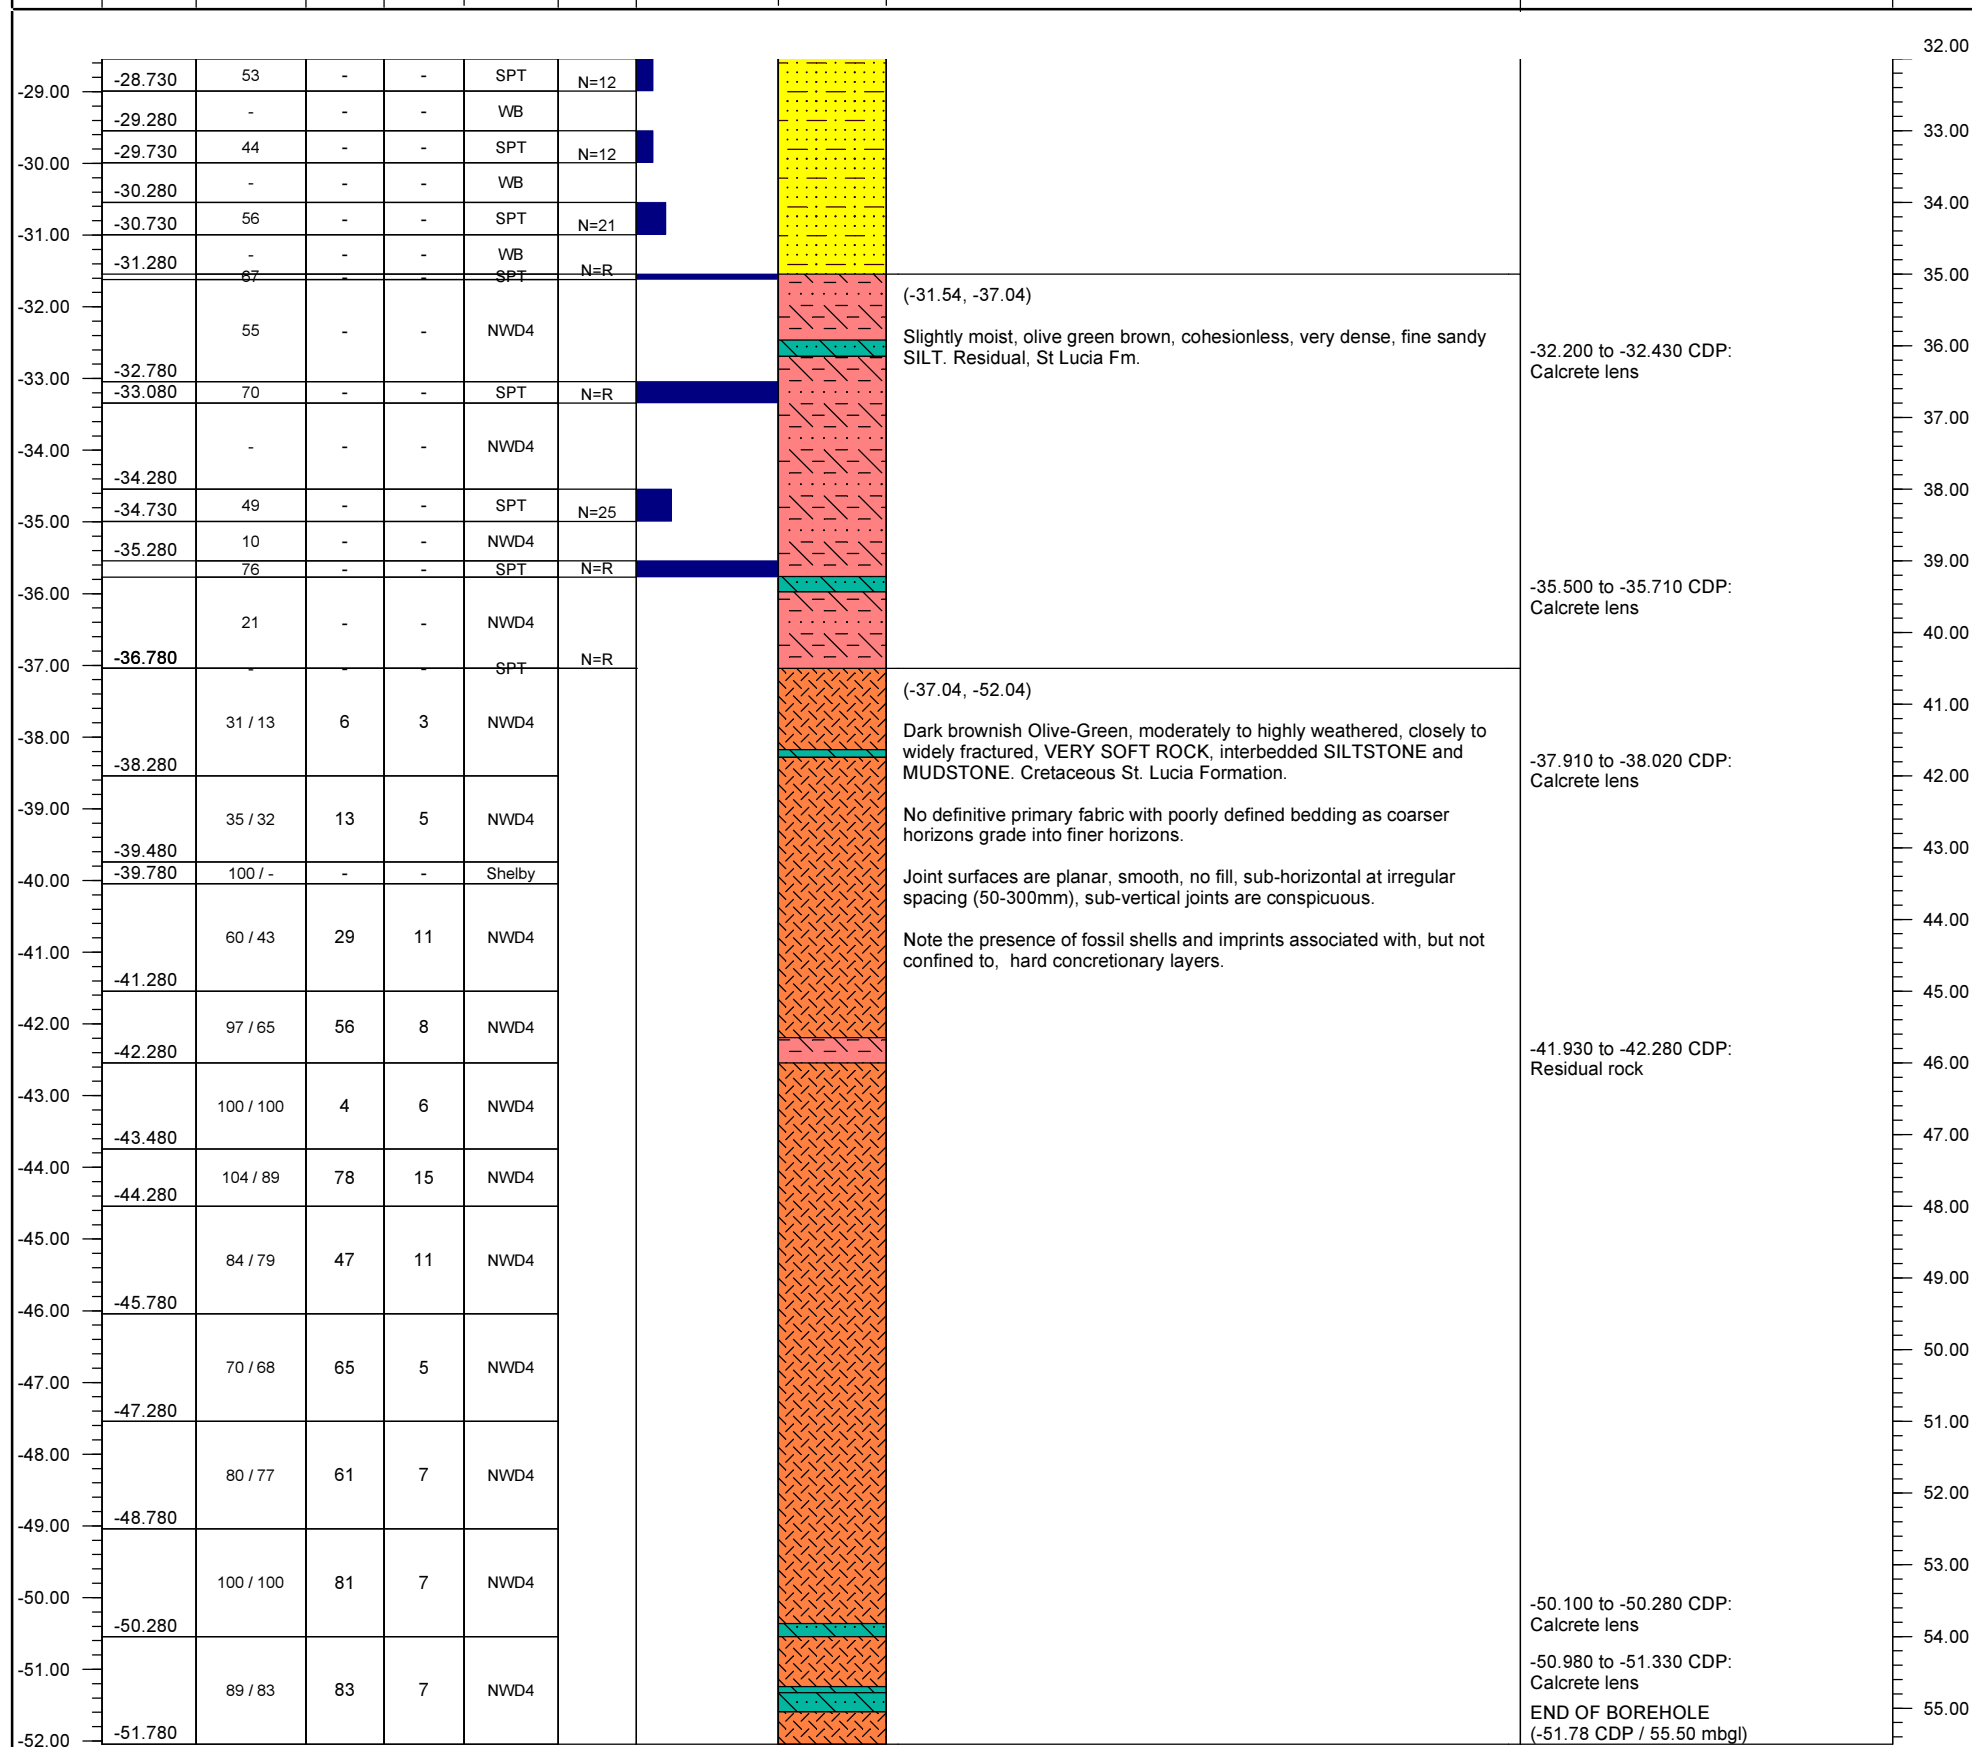 32.00
-28.730 53 - - SPT N=12
-29.00
-29.280 - - - WB
33.00
-29.730 44 - - SPT N=12
-30.00
-30.280 - - - WB
34.00
-30.730 56 - - SPT N=21
-31.00
-31.280 - - - WB
67 - - SPT N=R
35.00
(-31.54, -37.04)
-32.00
Slightly moist, olive green brown, cohesionless, very dense, fine sandy
SILT. Residual, St Lucia Fm.
55 - - NWD4
-32.200 to -32.430 CDP:
Calcrete lens
36.00
-32.780
-33.00
-33.080 70 - - SPT N=R
37.00
-34.00
- - - NWD4
-34.280
38.00
-34.730 49 - - SPT N=25
-35.00
-35.280 10 - - NWD4
39.00
76 - - SPT N=R
-35.500 to -35.710 CDP:
Calcrete lens
-36.00
21 - - NWD4
40.00
-36.780
-37.00
- - - SPT N=R
(-37.04, -52.04)
41.00
31 / 13 6 3 NWD4
Dark brownish Olive-Green, moderately to highly weathered, closely to
widely fractured, VERY SOFT ROCK, interbedded SILTSTONE and
MUDSTONE. Cretaceous St. Lucia Formation.
-38.00
-38.280
-37.910 to -38.020 CDP:
Calcrete lens
42.00
-39.00
35 / 32 13 5 NWD4
No definitive primary fabric with poorly defined bedding as coarser
horizons grade into finer horizons.
-39.480
43.00
-39.780 100 / - - - Shelby
-40.00
Joint surfaces are planar, smooth, no fill, sub-horizontal at irregular
spacing (50-300mm), sub-vertical joints are conspicuous.
44.00
60 / 43 29 11 NWD4
Note the presence of fossil shells and imprints associated with, but not
confined to,  hard concretionary layers.
-41.00
-41.280
45.00
-42.00
97 / 65 56 8 NWD4
-42.280
-41.930 to -42.280 CDP:
Residual rock
46.00
-43.00
100 / 100 4 6 NWD4
-43.480
47.00
-44.00
104 / 89 78 15 NWD4
-44.280
48.00
-45.00
84 / 79 47 11 NWD4
49.00
-45.780
-46.00
50.00
70 / 68 65 5 NWD4
-47.00
-47.280
51.00
-48.00
80 / 77 61 7 NWD4
52.00
-48.780
-49.00
53.00
100 / 100 81 7 NWD4
-50.00
-50.280
-50.100 to -50.280 CDP:
Calcrete lens
54.00
-51.00
-50.980 to -51.330 CDP:
Calcrete lens
89 / 83 83 7 NWD4
55.00
-51.780
-52.00
END OF BOREHOLE
(-51.78 CDP / 55.50 mbgl)